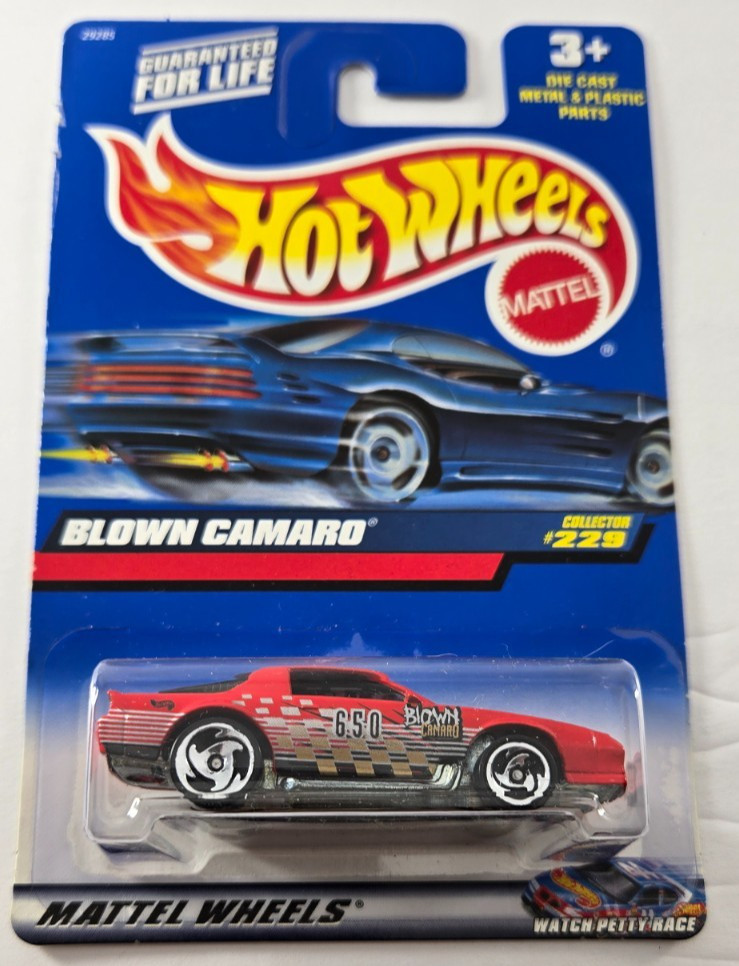 29285
GUARANTEED
FOR LIFE
3+
DIE CAST
METAL & PLASTIC
PARTS
HOT WHEELS
MATTEL
®
BLOWN CAMARO®
COLLECTOR
#229
650
BLOWN
CAMARO
MATTEL WHEELS®
WATCH PETTY RACE